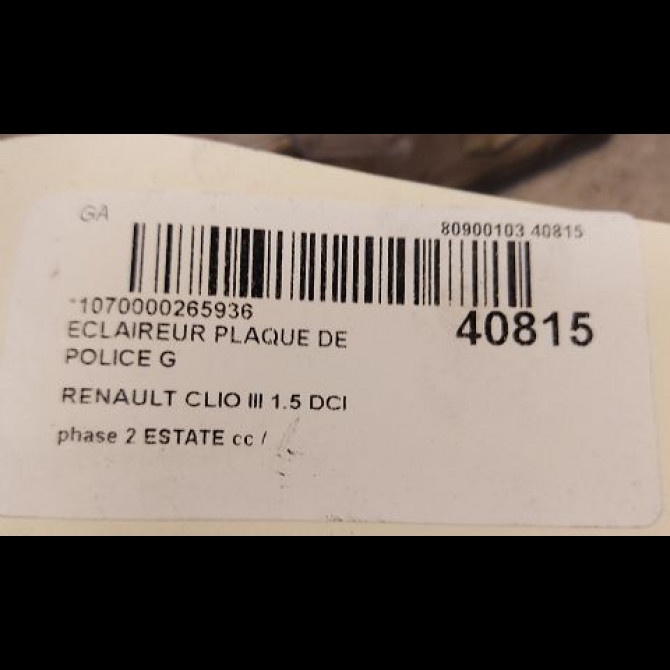 GA
80900103 40815
*1070000265936
40815
ECLAIREUR PLAQUE DE
POLICE G
RENAULT CLIO III 1.5 DCI
phase 2 ESTATE cc /